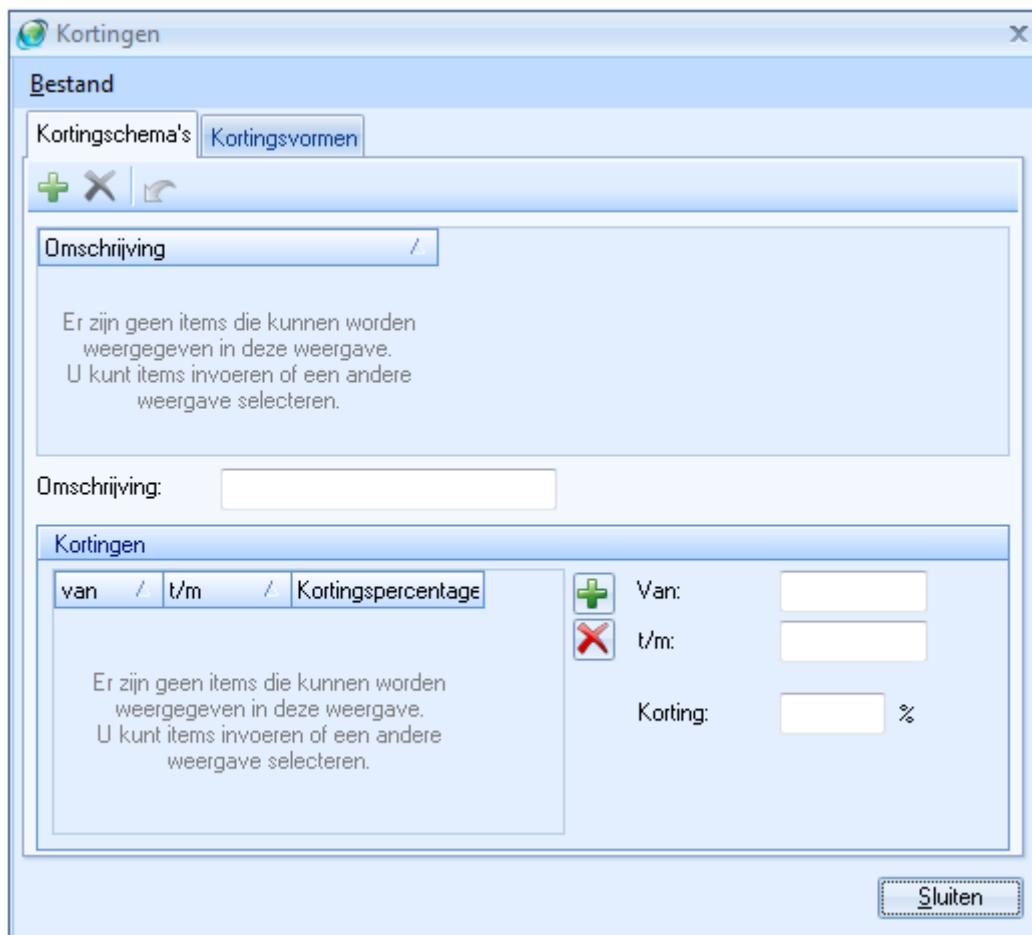 Kortingen
Bestand
Kortingschema's Kortingsvormen
Omschrijving
Er zijn geen items die kunnen worden
weergegeven in deze weergave.
U kunt items invoeren of een andere
weergave selecteren.
Omschrijving:
Kortingen
van t/m Kortingspercentage
Er zijn geen items die kunnen worden
weergegeven in deze weergave.
U kunt items invoeren of een andere
weergave selecteren.
Van:
t/m:
Korting: %
Sluiten